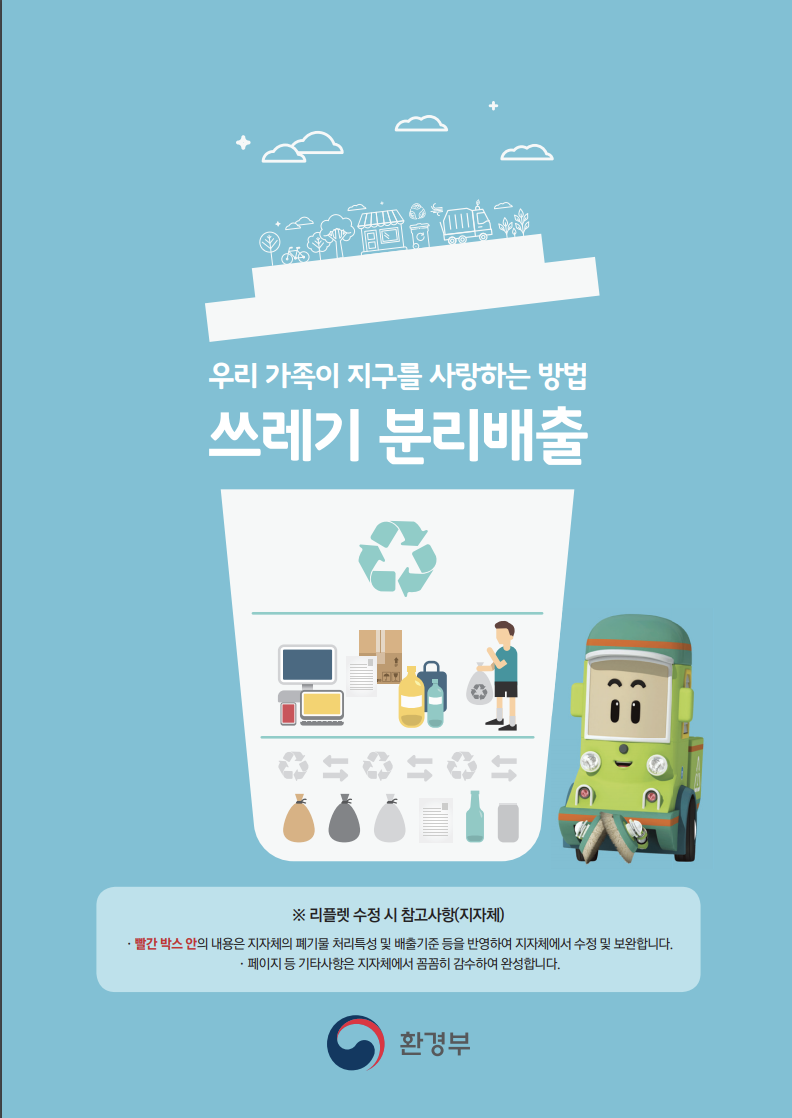 우리 가족이 지구를 사랑하는 방법
쓰레기 분리배출
※ 리플렛 수정 시 참고사항(지자체)
· 빨간 박스 안의 내용은 지자체의 폐기물 처리특성 및 배출기준 등을 반영하여 지자체에서 수정 및 보완합니다.
· 페이지 등 기타사항은 지자체에서 꼼꼼히 감수하여 완성합니다.
환경부